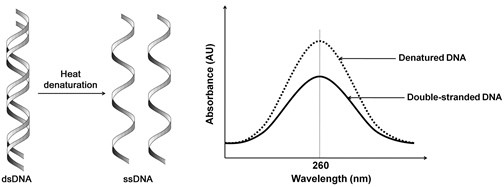 Heat
denaturation
dsDNA
ssDNA
Absorbance (AU)
Denatured DNA
Double-stranded DNA
260
Wavelength (nm)